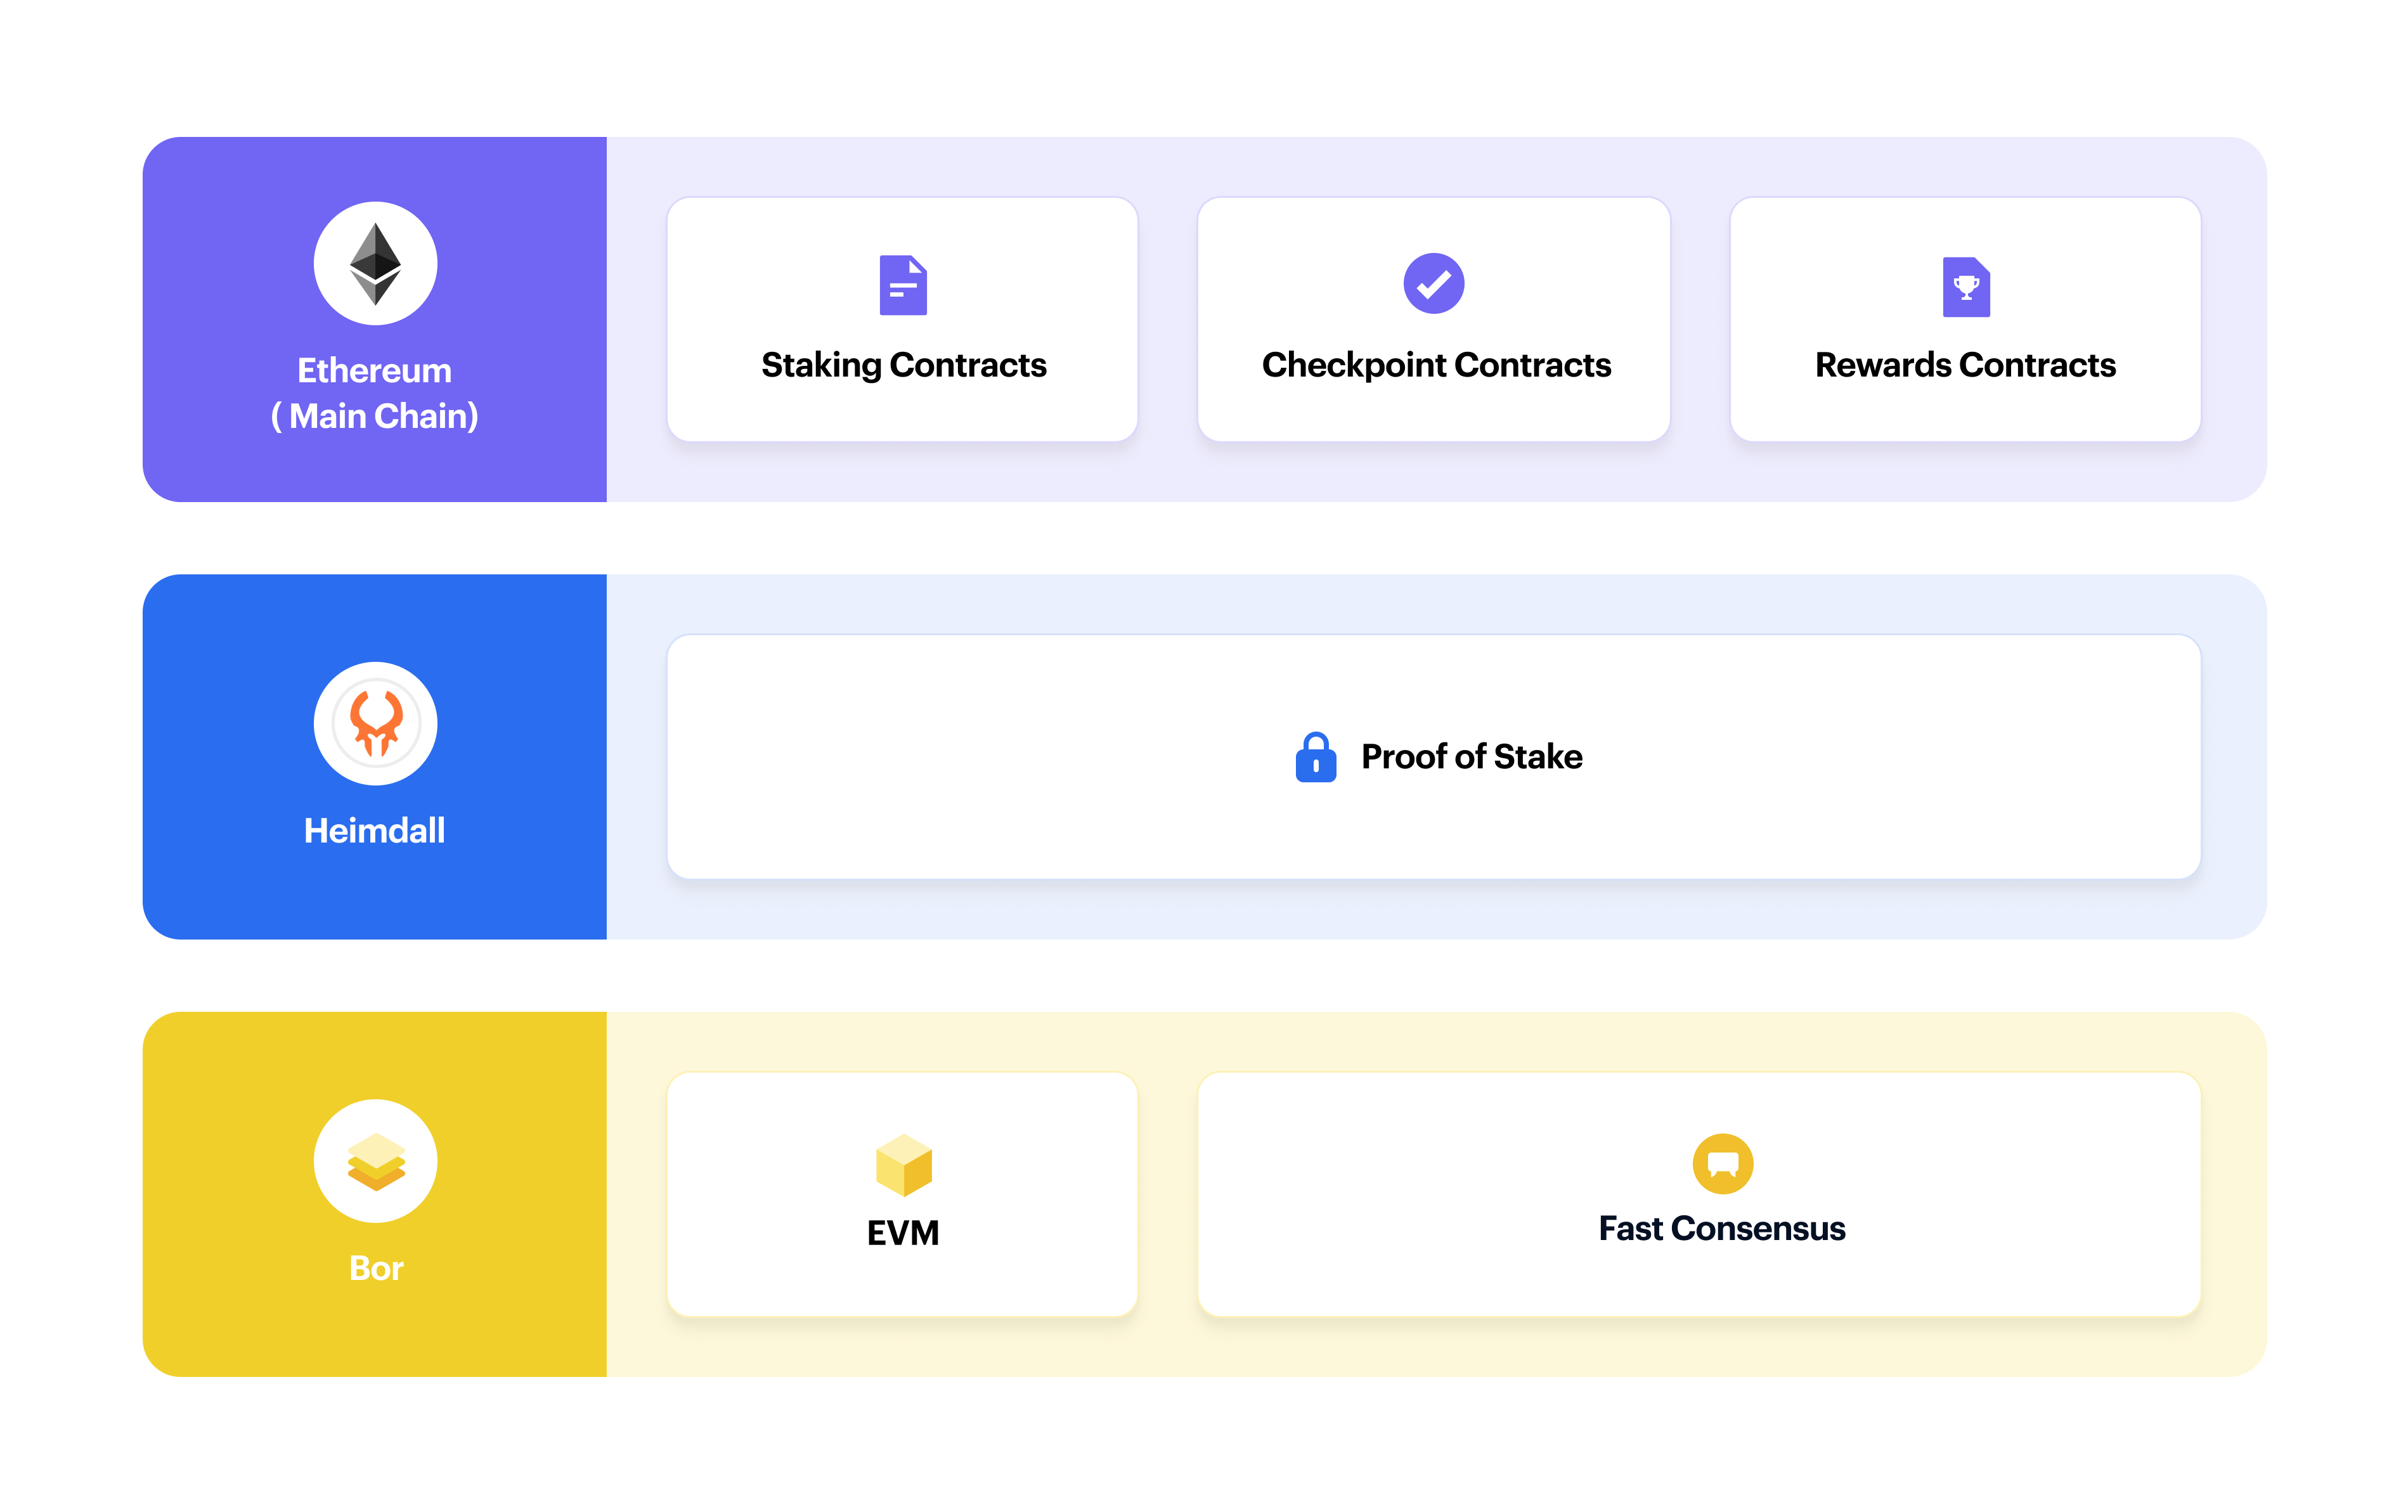 Ethereum
( Main Chain)
Staking Contracts
Checkpoint Contracts
Rewards Contracts
Heimdall
Proof of Stake
Bor
EVM
Fast Consensus